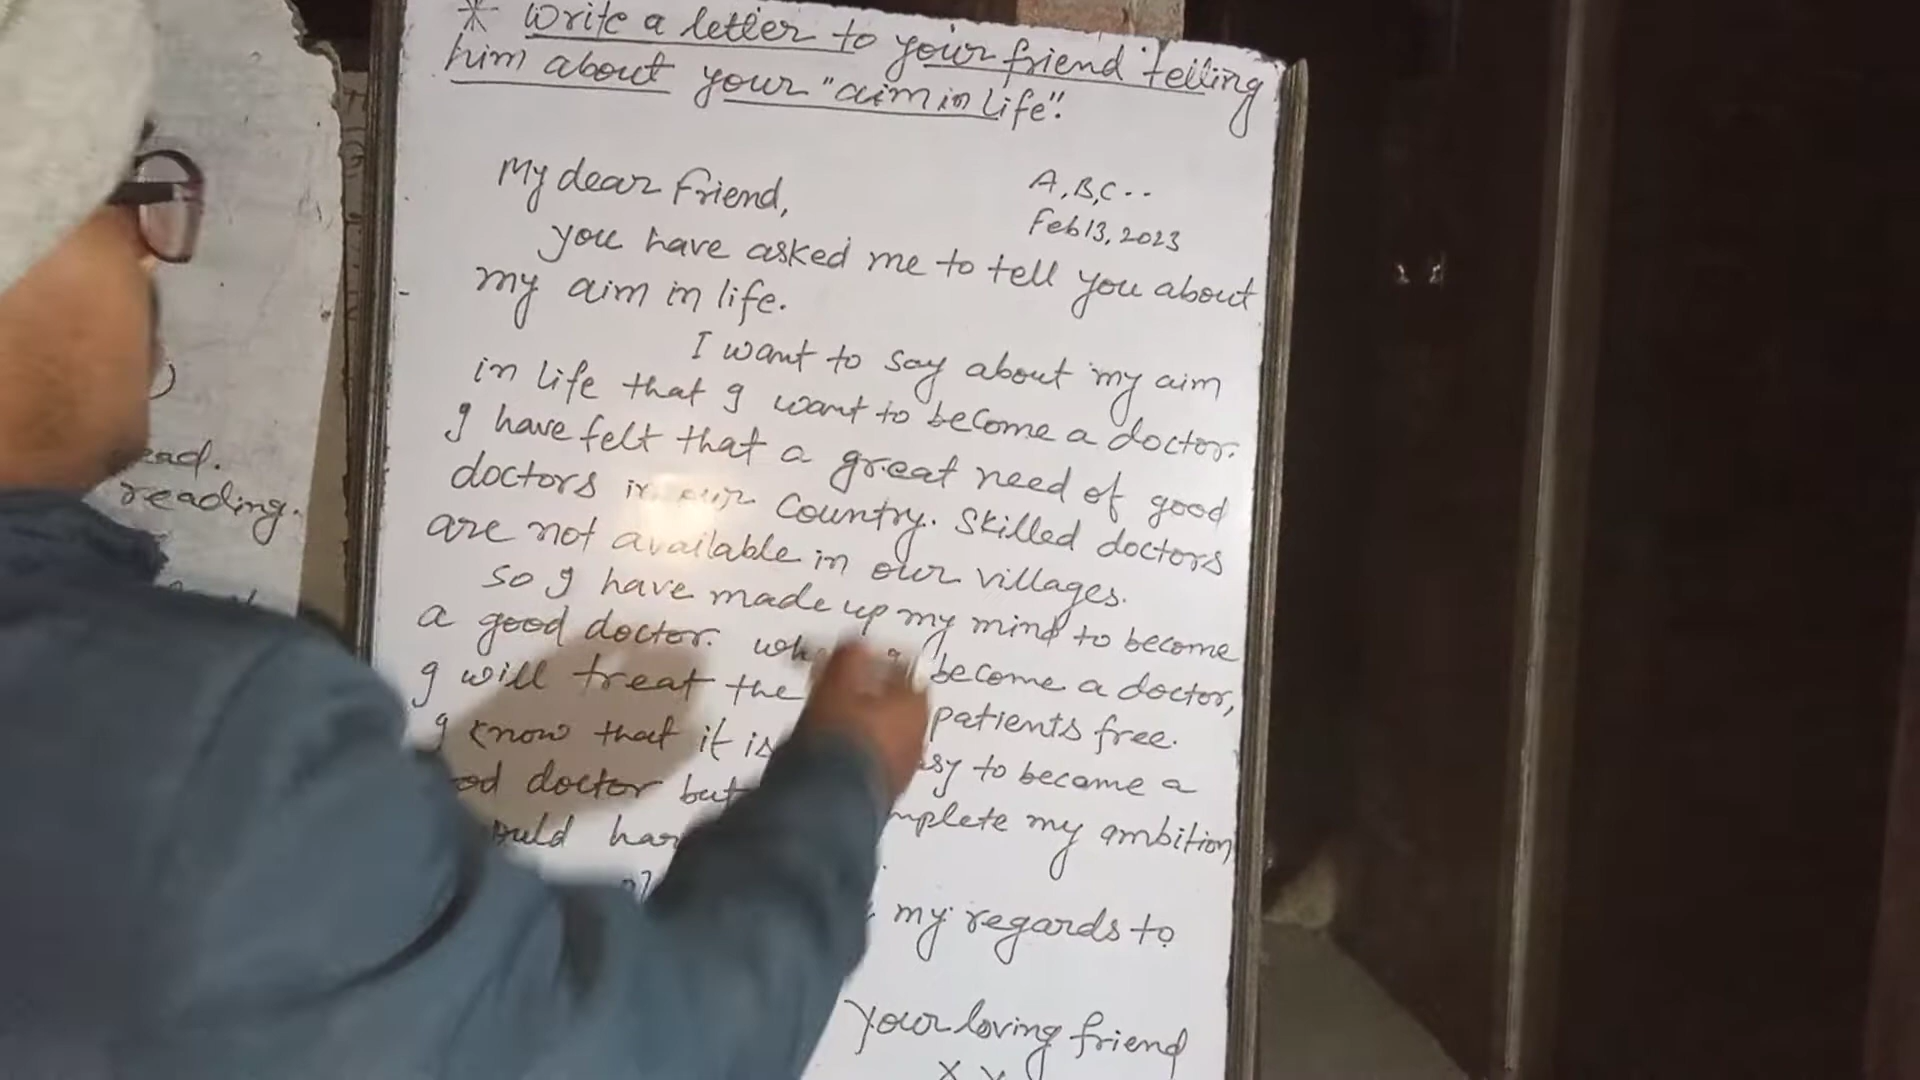 * Write a letter to your friend telling
him about your "aim in life".
A,B,C..
Feb 13, 2023
My dear friend,
you have asked me to tell you about
my aim in life.
I want to say about my aim
in life that I want to become a doctor.
I have felt that a great need of good
doctors in our Country. Skilled doctors
are not available in our villages.
So I have made up my mind to become
a good doctor. become a doctor,
I will treat the patients free.
I know that it is to become a
doctor but
my ambition
my regards to
your loving friend
reading.